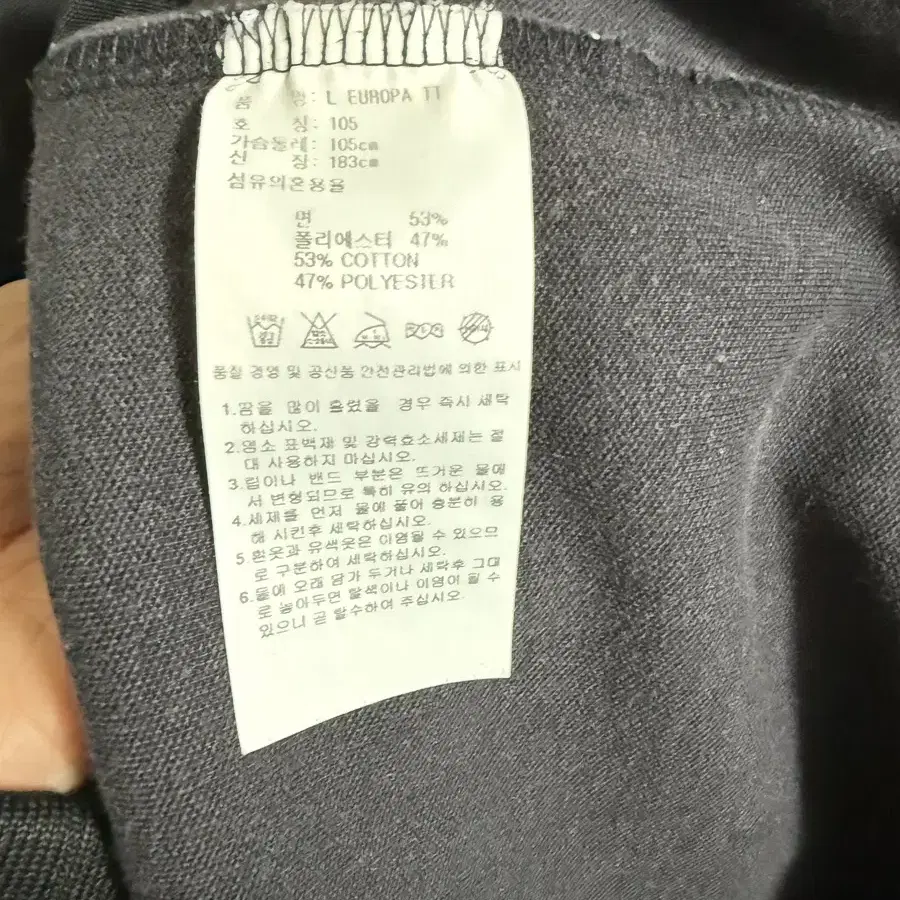 품 명: L EUROPA TT
호 칭: 105
가슴둘레: 105cm
신 장: 183cm
섬유의혼용율
면 53%
폴리에스터 47%
53% COTTON
47% POLYESTER
품질 경영 및 공산품 안전관리법에 의한 표시
1.땀을 많이 흘렸을 경우 즉시 세탁
하십시오.
2.염소 표백제 및 강력효소세제는 절
대 사용하지 마십시오.
3.립이나 밴드 부분은 뜨거운 물에
서 변형되므로 특히 유의 하십시오.
4.세제를 먼저 물에 풀어 충분히 용
해 시킨후 세탁하십시오.
5.흰옷과 유색옷은 이염될 수 있으므
로 구분하여 세탁하십시오.
6.물에 오래 담가 두거나 세탁후 그대
로 놓아두면 탈색이나 이염이 될 수
있으니 곧 탈수하여 주십시오.